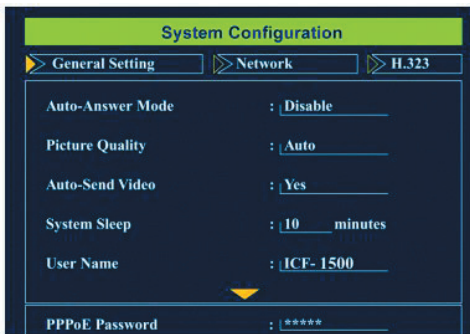 System Configuration
General Setting Network H.323
Auto-Answer Mode : Disable
Picture Quality : Auto
Auto-Send Video : Yes
System Sleep : 10 minutes
User Name : ICF- 1500
PPPoE Password : *****